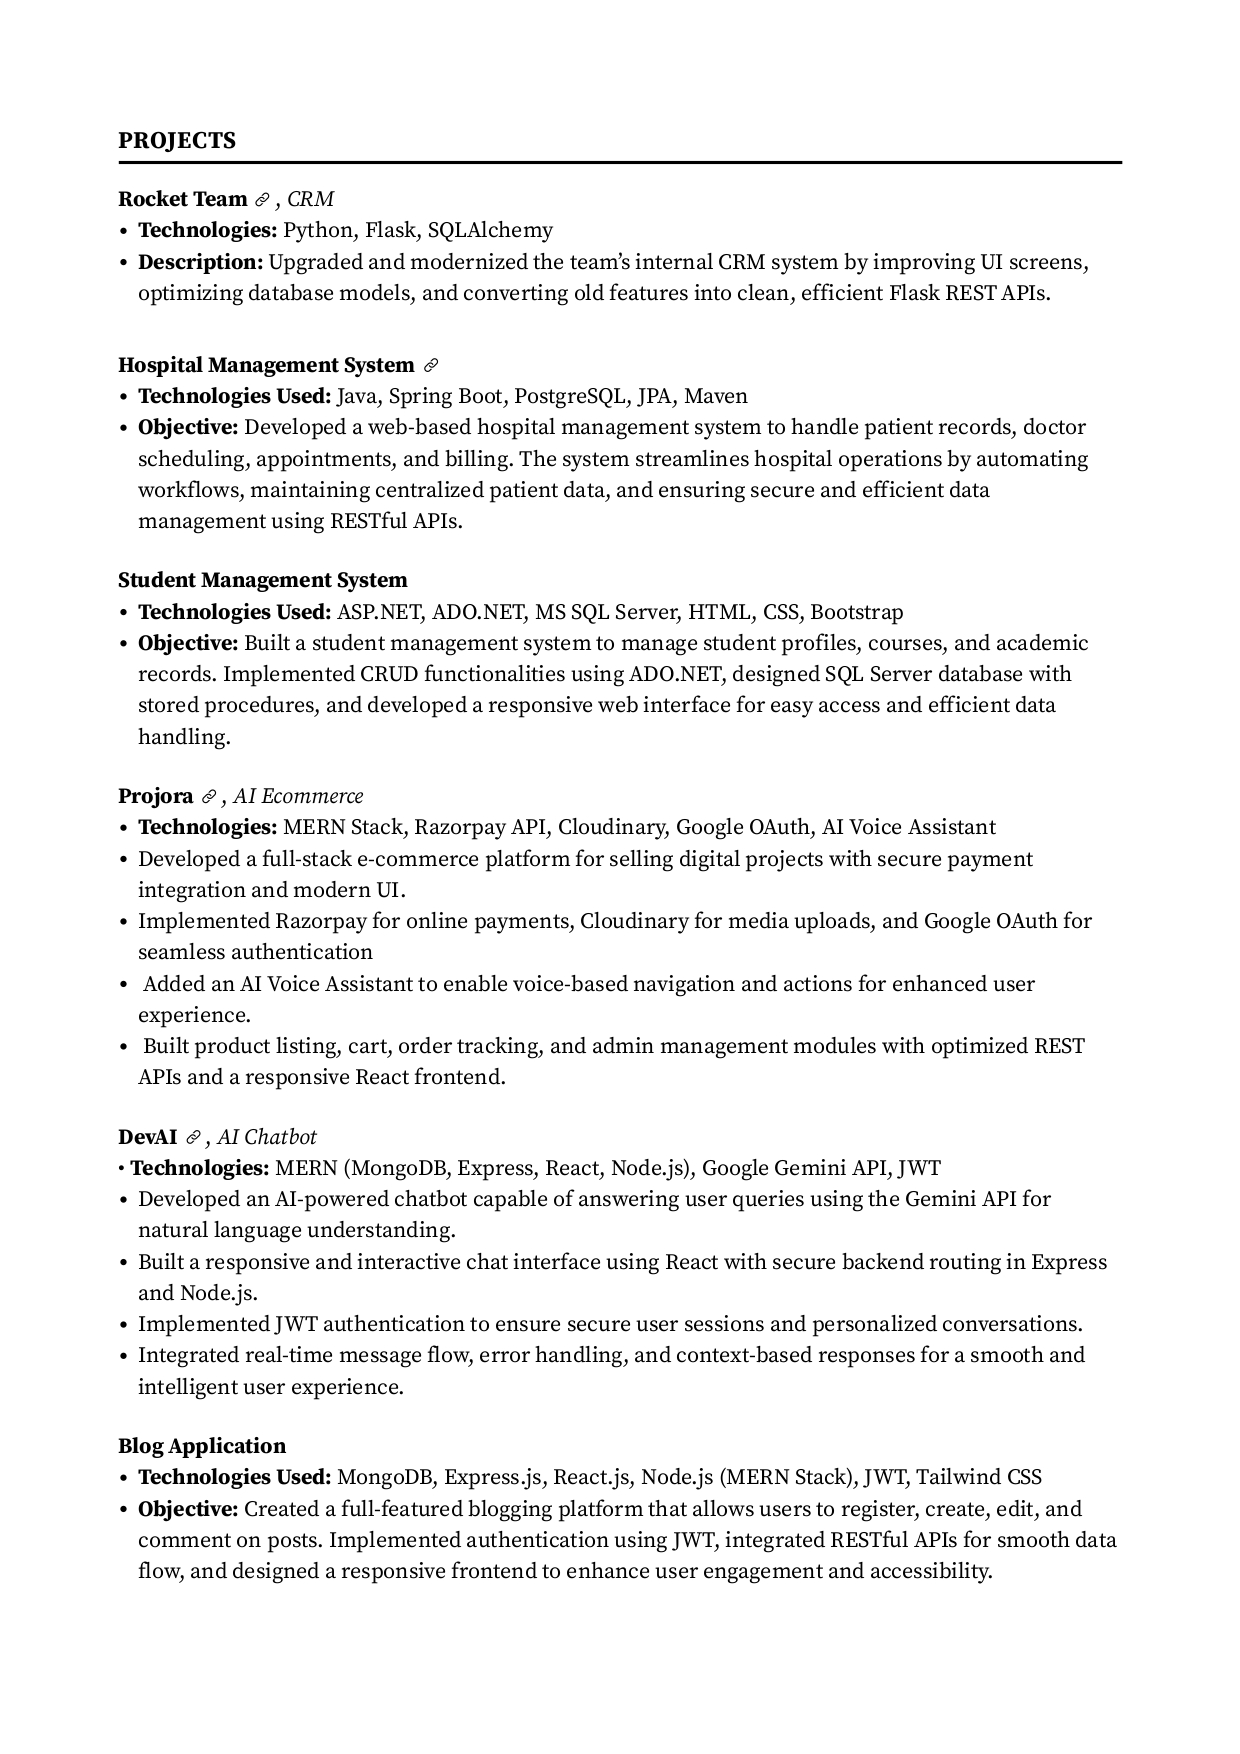 PROJECTS
Rocket Team , CRM
• Technologies: Python, Flask, SQLAlchemy
• Description: Upgraded and modernized the team’s internal CRM system by improving UI screens,
optimizing database models, and converting old features into clean, efficient Flask REST APIs.
Hospital Management System
• Technologies Used: Java, Spring Boot, PostgreSQL, JPA, Maven
• Objective: Developed a web-based hospital management system to handle patient records, doctor
scheduling, appointments, and billing. The system streamlines hospital operations by automating
workflows, maintaining centralized patient data, and ensuring secure and efficient data
management using RESTful APIs.
Student Management System
• Technologies Used: ASP.NET, ADO.NET, MS SQL Server, HTML, CSS, Bootstrap
• Objective: Built a student management system to manage student profiles, courses, and academic
records. Implemented CRUD functionalities using ADO.NET, designed SQL Server database with
stored procedures, and developed a responsive web interface for easy access and efficient data
handling.
Projora , AI Ecommerce
• Technologies: MERN Stack, Razorpay API, Cloudinary, Google OAuth, AI Voice Assistant
• Developed a full-stack e-commerce platform for selling digital projects with secure payment
integration and modern UI.
• Implemented Razorpay for online payments, Cloudinary for media uploads, and Google OAuth for
seamless authentication
• Added an AI Voice Assistant to enable voice-based navigation and actions for enhanced user
experience.
• Built product listing, cart, order tracking, and admin management modules with optimized REST
APIs and a responsive React frontend.
DevAI , AI Chatbot
• Technologies: MERN (MongoDB, Express, React, Node.js), Google Gemini API, JWT
• Developed an AI-powered chatbot capable of answering user queries using the Gemini API for
natural language understanding.
• Built a responsive and interactive chat interface using React with secure backend routing in Express
and Node.js.
• Implemented JWT authentication to ensure secure user sessions and personalized conversations.
• Integrated real-time message flow, error handling, and context-based responses for a smooth and
intelligent user experience.
Blog Application
• Technologies Used: MongoDB, Express.js, React.js, Node.js (MERN Stack), JWT, Tailwind CSS
• Objective: Created a full-featured blogging platform that allows users to register, create, edit, and
comment on posts. Implemented authentication using JWT, integrated RESTful APIs for smooth data
flow, and designed a responsive frontend to enhance user engagement and accessibility.